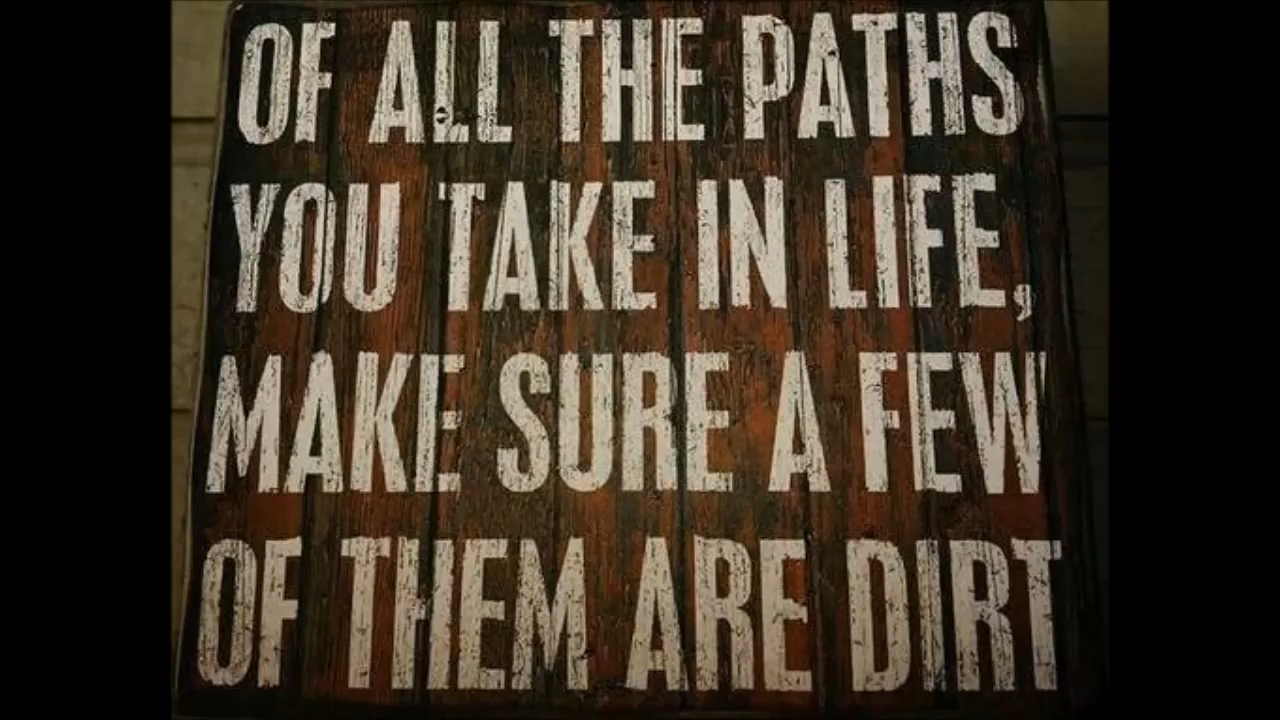 OF ALL THE PATHS
YOU TAKE IN LIFE,
MAKE SURE A FEW
OF THEM ARE DIRT